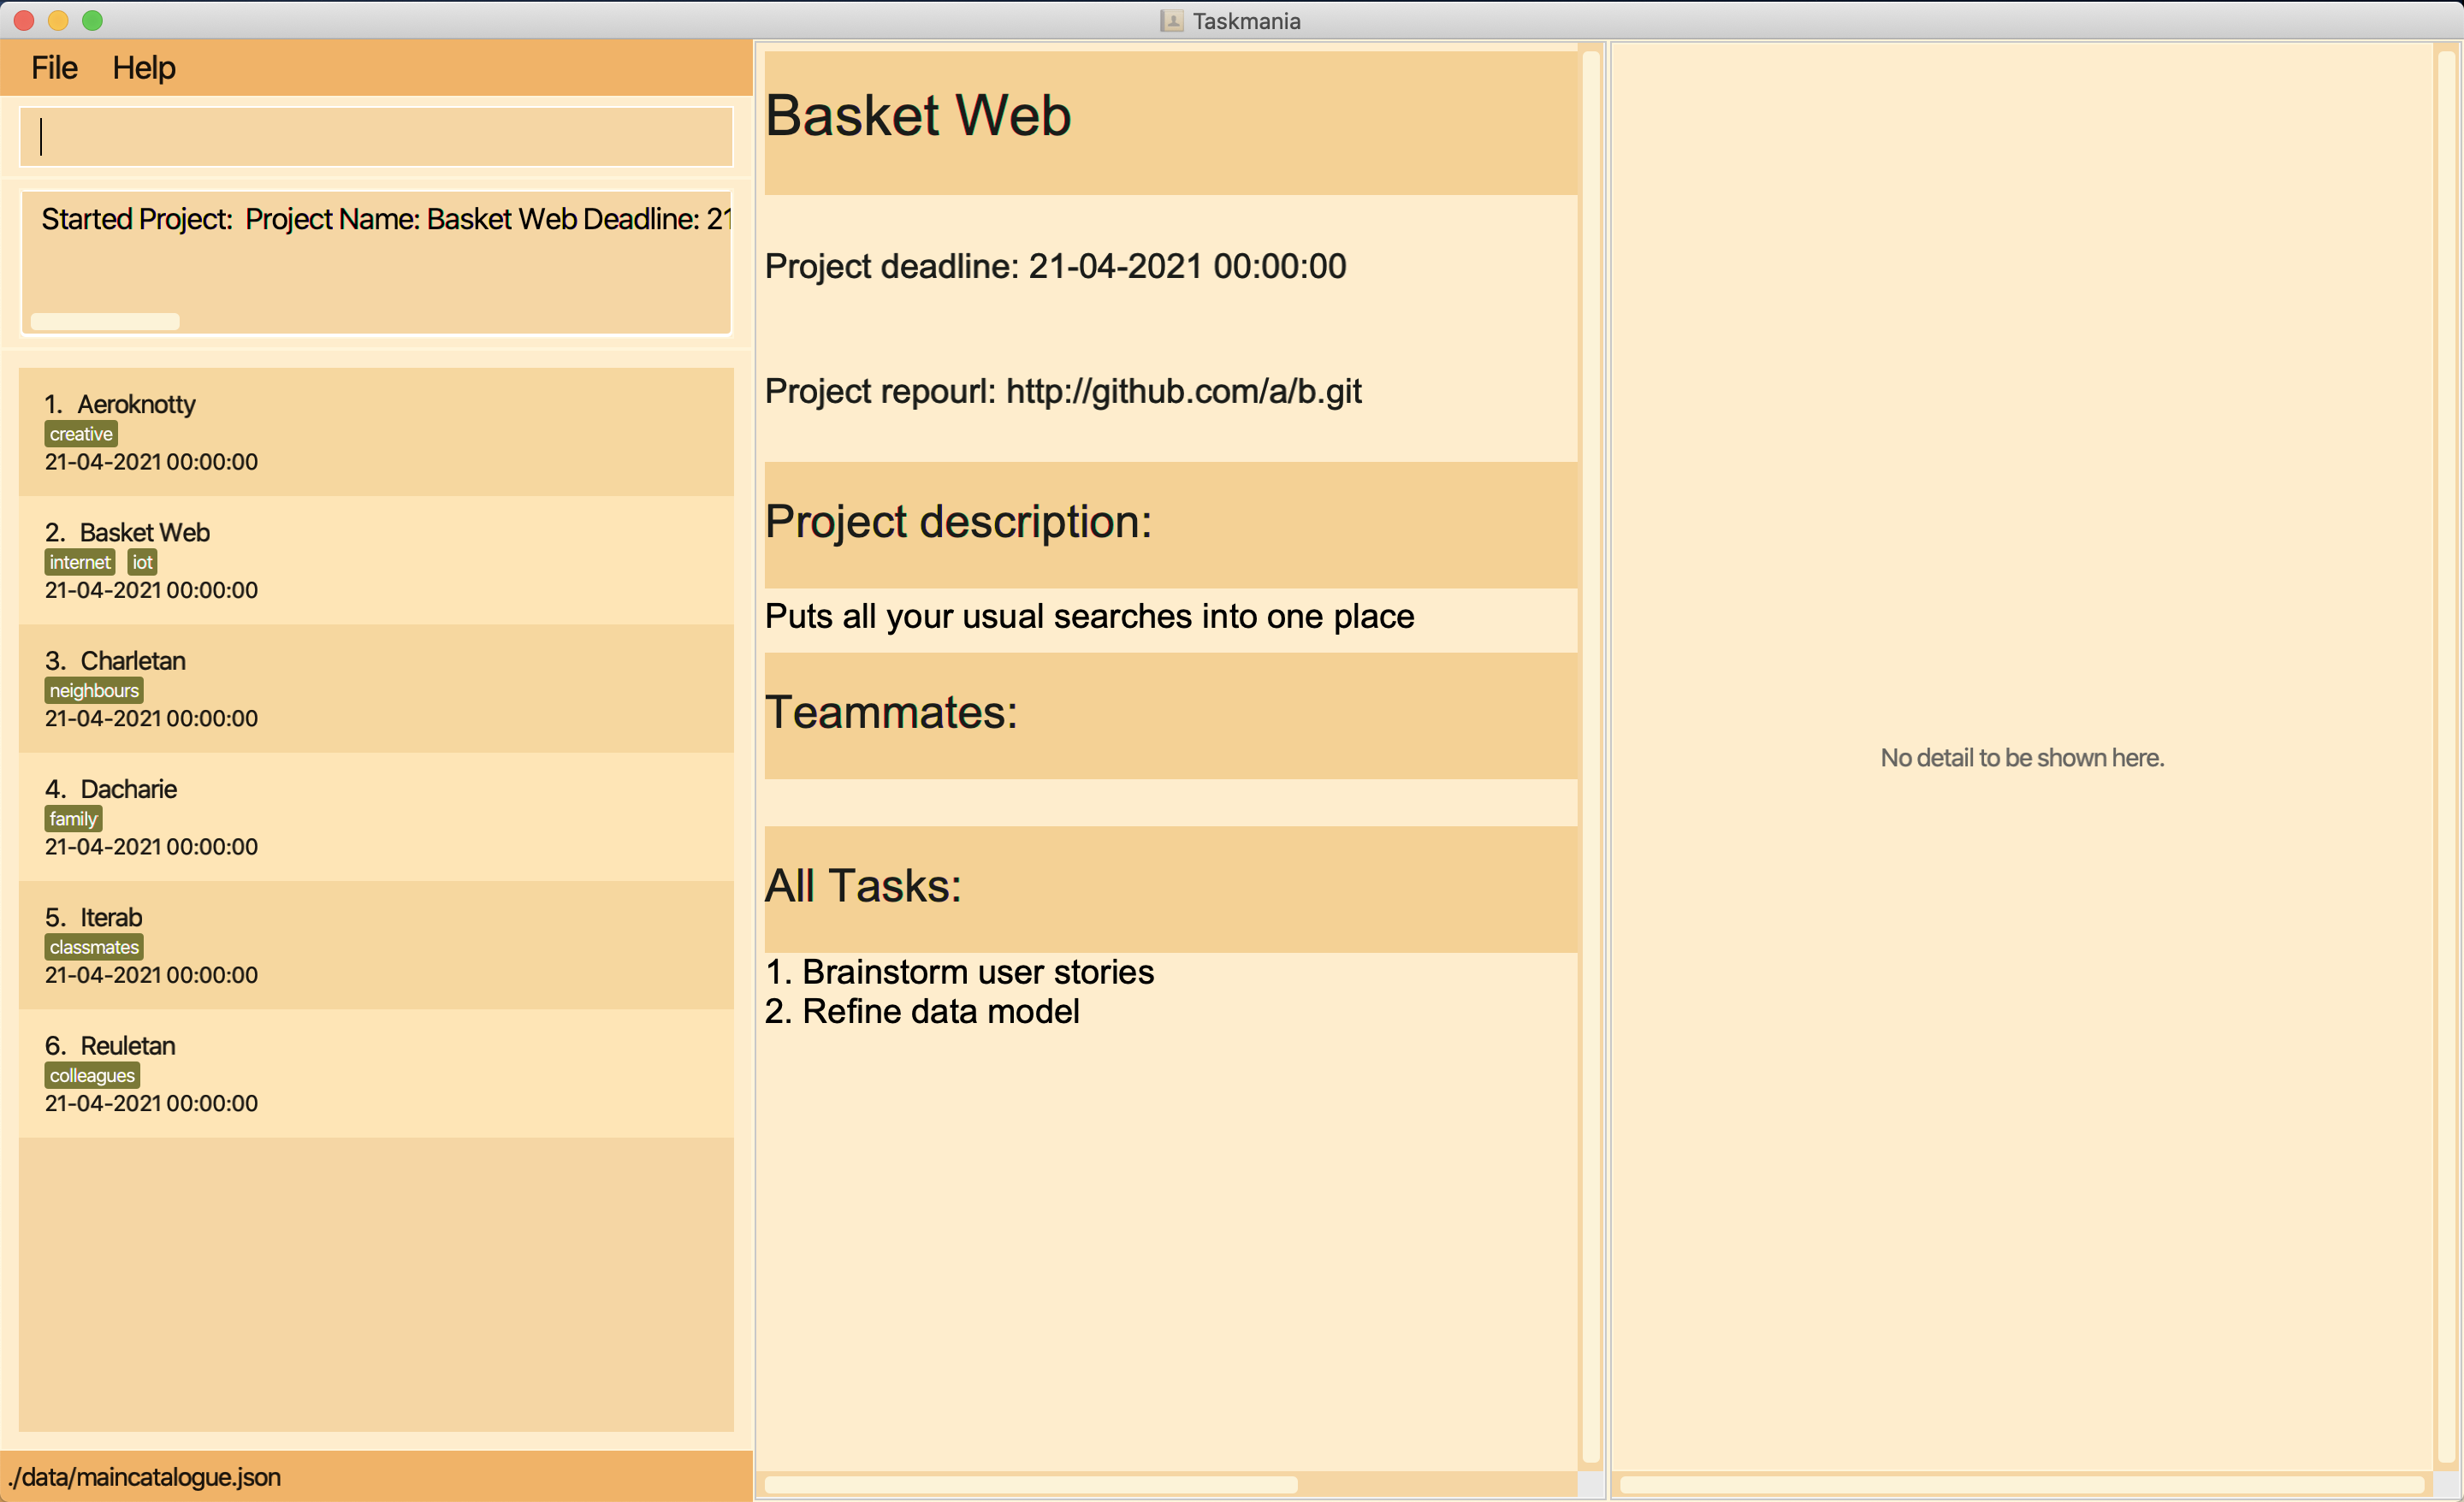 Taskmania
File Help
Started Project: Project Name: Basket Web Deadline: 21
1. Aeroknotty
creative
21-04-2021 00:00:00
2. Basket Web
internet iot
21-04-2021 00:00:00
3. Charletan
neighbours
21-04-2021 00:00:00
4. Dacharie
family
21-04-2021 00:00:00
5. Iterab
classmates
21-04-2021 00:00:00
6. Reuletan
colleagues
21-04-2021 00:00:00
./data/maincatalogue.json
Basket Web
Project deadline: 21-04-2021 00:00:00
Project repourl: http://github.com/a/b.git
Project description:
Puts all your usual searches into one place
Teammates:
All Tasks:
1. Brainstorm user stories
2. Refine data model
No detail to be shown here.